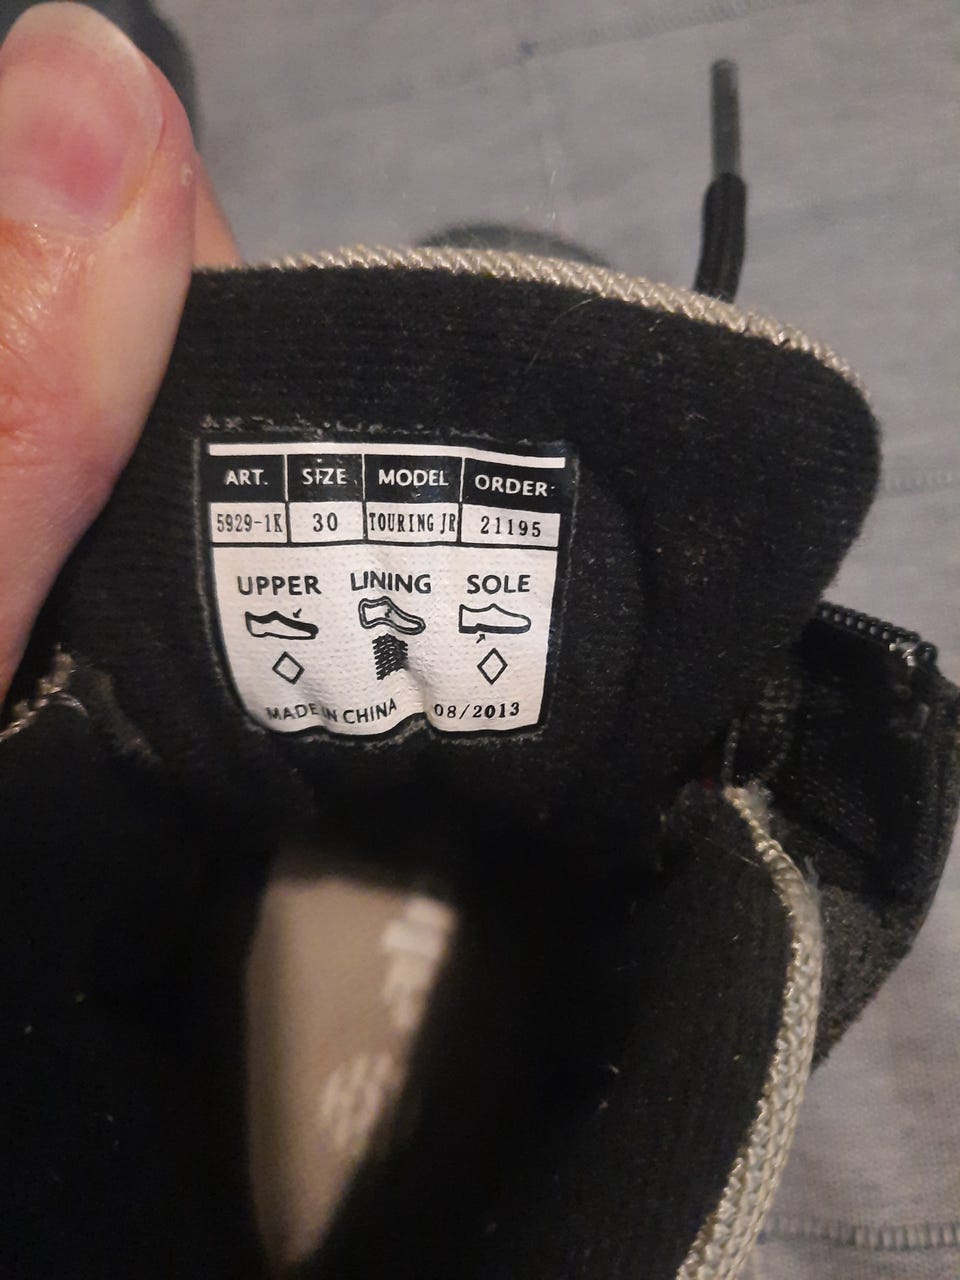 ART. SIZE MODEL ORDER
5929-1K 30 TOURING JR 21195
UPPER LINING SOLE
MADE IN CHINA 08/2013